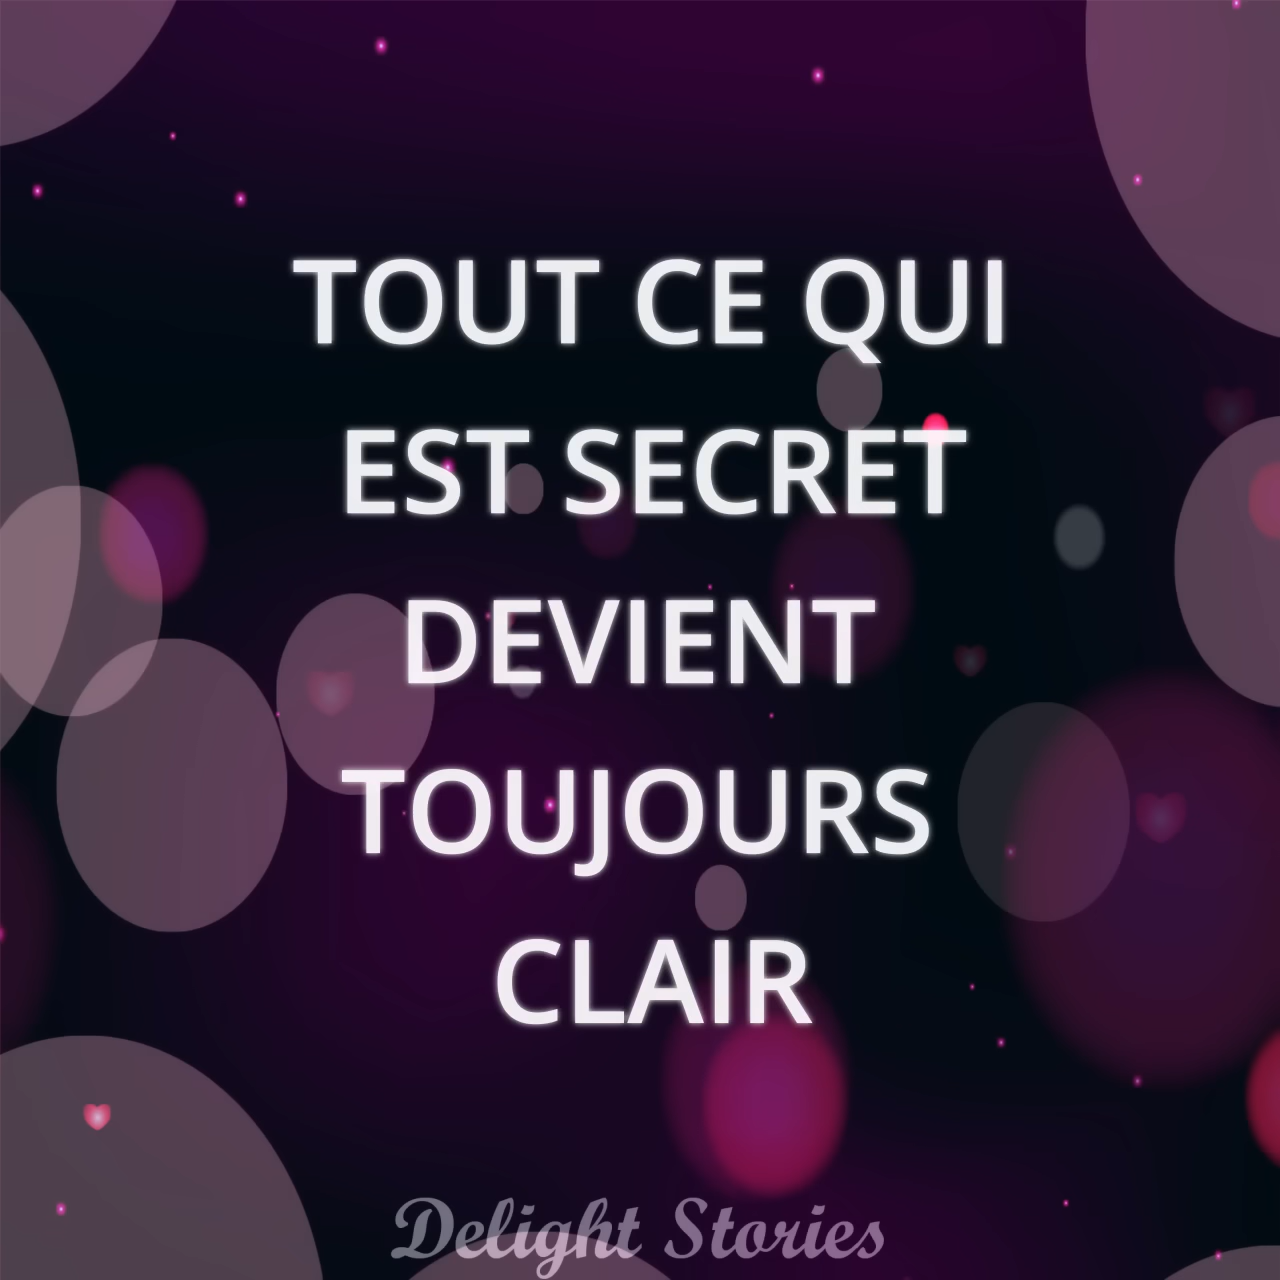 TOUT CE QUI
EST SECRET
DEVIENT
TOUJOURS
CLAIR
Delight Stories